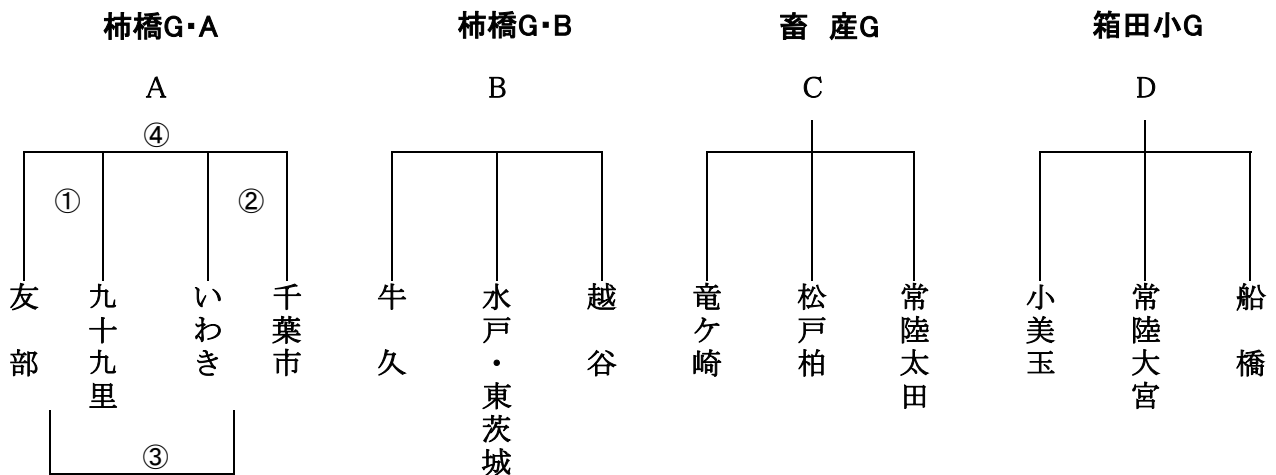 柿橋G・A
柿橋G・B
畜　産G
箱田小G
A
B
C
D
④
①
②
友　部
九十九里
いわき
千葉市
牛　久
水戸・東茨城
越　谷
竜ケ崎
松戸柏
常陸太田
小美玉
常陸大宮
船　橋
③